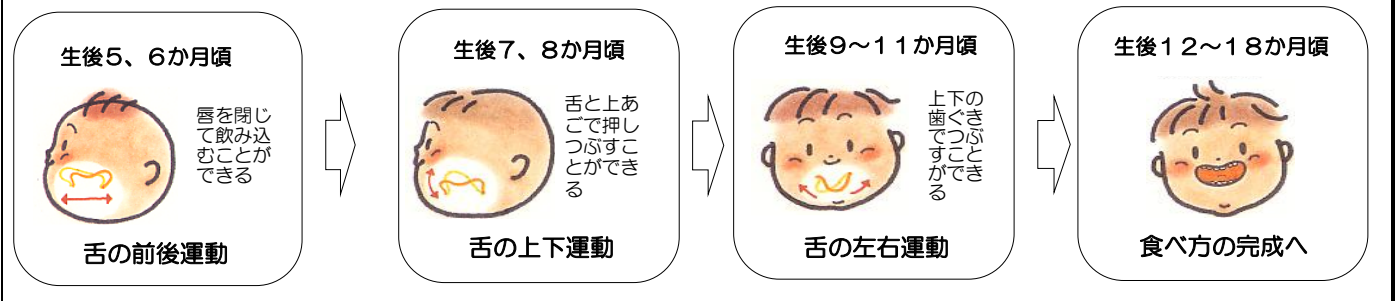 生後5、6か月頃
唇を閉じ
て飲み込
むことが
できる
舌の前後運動
生後7、8か月頃
舌と上あ
ごで押し
つぶすこ
とができ
る
舌の上下運動
生後9～11か月頃
上下の
歯ぐき
でつぶ
すこと
ができ
る
舌の左右運動
生後12～18か月頃
食べ方の完成へ